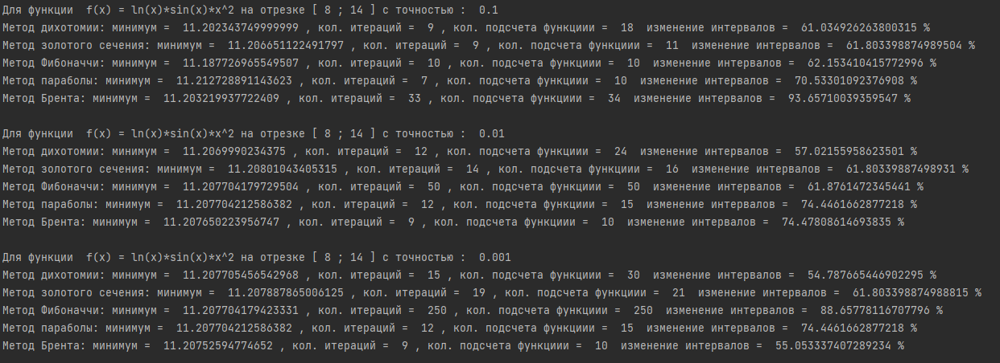 Для функции  f(x) = ln(x)*sin(x)*x^2 на отрезке [ 8 ; 14 ] с точностью :  0.1
Метод дихотомии: минимум =  11.202343749999999 , кол. итераций =  9 , кол. подсчета функциии =  18  изменение интервалов =  61.034926263800315 %
Метод золотого сечения: минимум =  11.206651122491797 , кол. итераций =  9 , кол. подсчета функциии =  11  изменение интервалов =  61.803398874989504 %
Метод Фибоначчи: минимум =  11.187726965549507 , кол. итераций =  10 , кол. подсчета функциии =  10  изменение интервалов =  62.153410415772996 %
Метод параболы: минимум =  11.212728891143623 , кол. итераций =  7 , кол. подсчета функциии =  10  изменение интервалов =  70.53301092376908 %
Метод Брента: минимум =  11.203219937722409 , кол. итераций =  33 , кол. подсчета функциии =  34  изменение интервалов =  93.65710039359547 %
Для функции  f(x) = ln(x)*sin(x)*x^2 на отрезке [ 8 ; 14 ] с точностью :  0.01
Метод дихотомии: минимум =  11.2069990234375 , кол. итераций =  12 , кол. подсчета функциии =  24  изменение интервалов =  57.02155958623501 %
Метод золотого сечения: минимум =  11.20801043405315 , кол. итераций =  14 , кол. подсчета функциии =  16  изменение интервалов =  61.80339887498931 %
Метод Фибоначчи: минимум =  11.207704179729504 , кол. итераций =  50 , кол. подсчета функциии =  50  изменение интервалов =  61.8761472345441 %
Метод параболы: минимум =  11.207704212586382 , кол. итераций =  12 , кол. подсчета функциии =  15  изменение интервалов =  74.4461662877218 %
Метод Брента: минимум =  11.207650223956747 , кол. итераций =  9 , кол. подсчета функциии =  10  изменение интервалов =  74.47808614693835 %
Для функции  f(x) = ln(x)*sin(x)*x^2 на отрезке [ 8 ; 14 ] с точностью :  0.001
Метод дихотомии: минимум =  11.207705456542968 , кол. итераций =  15 , кол. подсчета функциии =  30  изменение интервалов =  54.787665446902295 %
Метод золотого сечения: минимум =  11.207887865006125 , кол. итераций =  19 , кол. подсчета функциии =  21  изменение интервалов =  61.803398874988815 %
Метод Фибоначчи: минимум =  11.207704179423331 , кол. итераций =  250 , кол. подсчета функциии =  250  изменение интервалов =  88.65778116707796 %
Метод параболы: минимум =  11.207704212586382 , кол. итераций =  12 , кол. подсчета функциии =  15  изменение интервалов =  74.4461662877218 %
Метод Брента: минимум =  11.20752594774652 , кол. итераций =  9 , кол. подсчета функциии =  10  изменение интервалов =  55.053337407289234 %